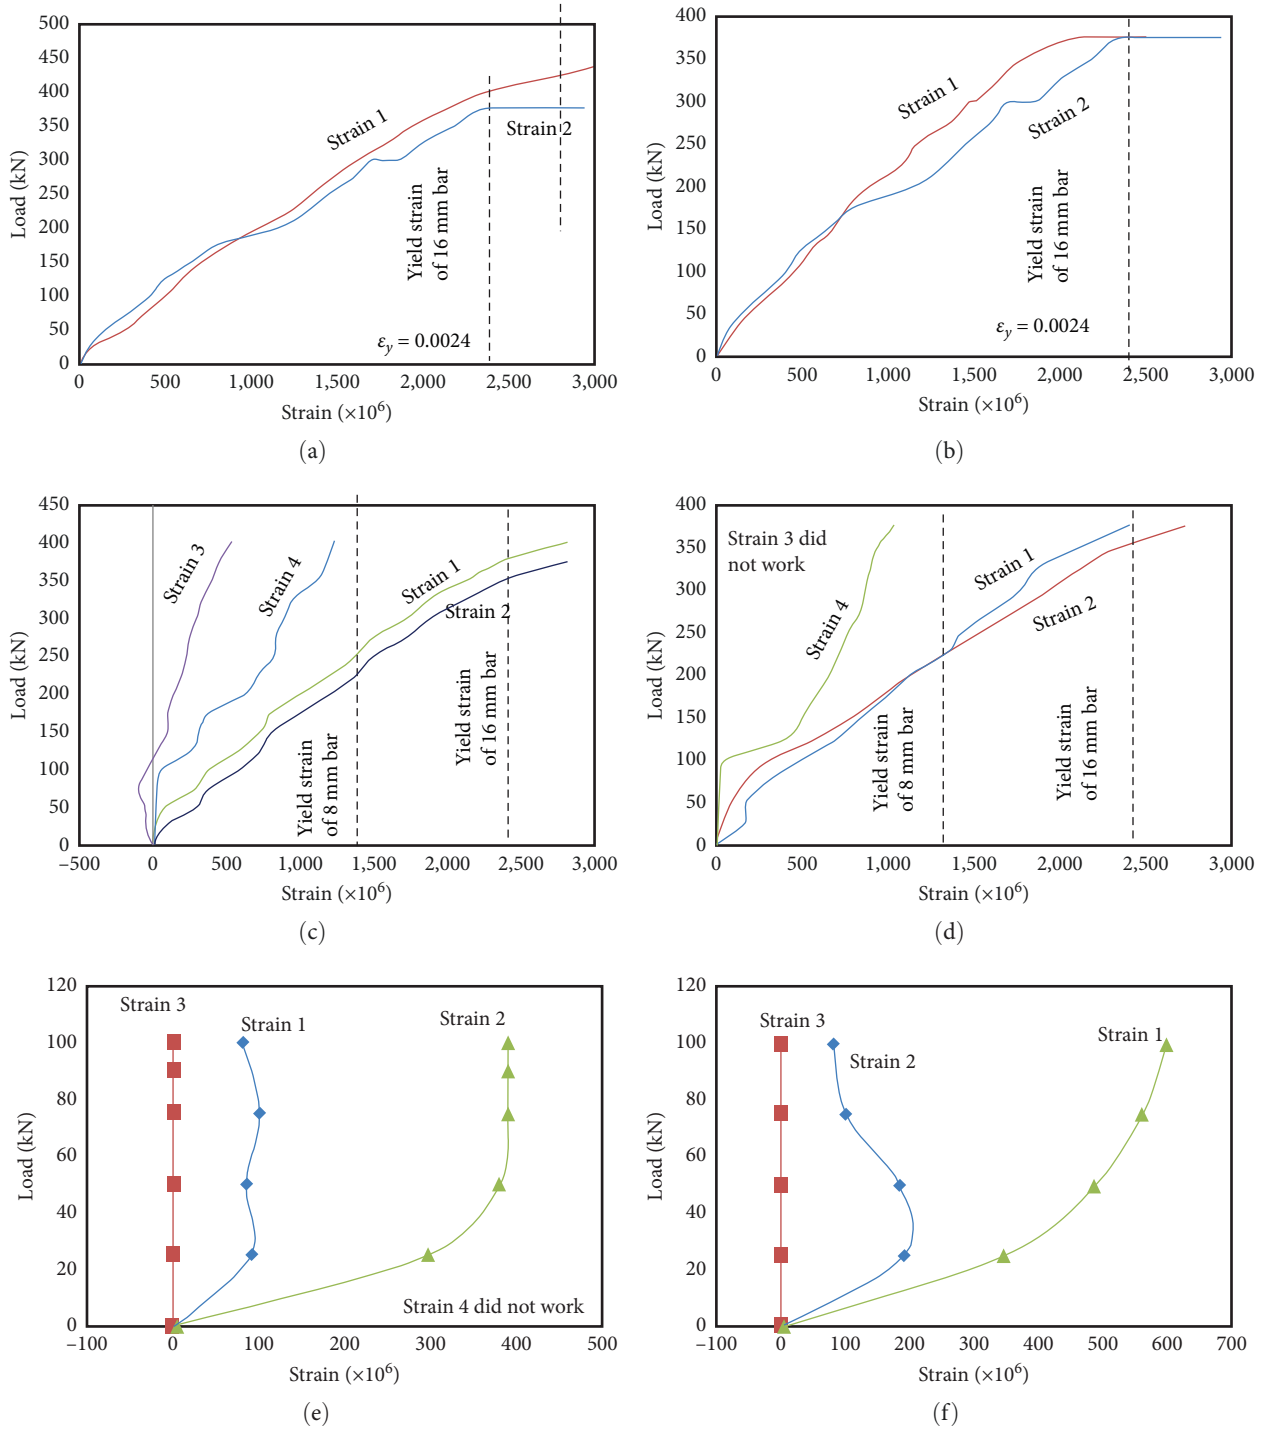 500
450
400
350
300
250
200
150
100
50
0
Load (kN)
Strain 1
Strain 2
Yield strain
of 16 mm bar
εy = 0.0024
0
500
1,000
1,500
2,000
2,500
3,000
Strain (×10⁶)
(a)
400
350
300
250
200
150
100
50
0
Load (kN)
Strain 1
Strain 2
Yield strain
of 16 mm bar
εy = 0.0024
0
500
1,000
1,500
2,000
2,500
3,000
Strain (×10⁶)
(b)
450
400
350
300
250
200
150
100
50
0
Load (kN)
Strain 3
Strain 4
Strain 1
Strain 2
Yield strain
of 8 mm bar
Yield strain
of 16 mm bar
−500
0
500
1,000
1,500
2,000
2,500
3,000
Strain (×10⁶)
(c)
400
350
300
250
200
150
100
50
0
Load (kN)
Strain 3 did
not work
Strain 4
Strain 1
Strain 2
Yield strain
of 8 mm bar
Yield strain
of 16 mm bar
0
500
1,000
1,500
2,000
2,500
3,000
Strain (×10⁶)
(d)
120
100
80
60
40
20
0
Load (kN)
Strain 3
Strain 1
Strain 2
Strain 4 did not work
−100
0
100
200
300
400
500
Strain (×10⁶)
(e)
120
100
80
60
40
20
0
Load (kN)
Strain 3
Strain 2
Strain 1
−100
0
100
200
300
400
500
600
700
Strain (×10⁶)
(f)